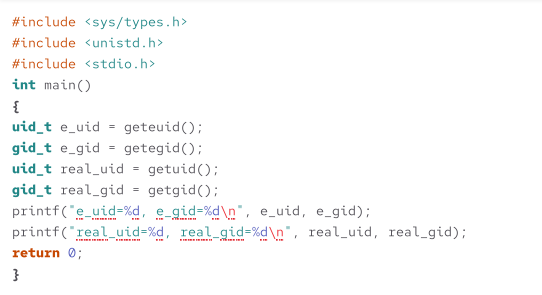 #include <sys/types.h>
#include <unistd.h>
#include <stdio.h>
int main()
{
uid_t e_uid = geteuid();
gid_t e_gid = getegid();
uid_t real_uid = getuid();
gid_t real_gid = getgid();
printf("e_uid=%d, e_gid=%d\n", e_uid, e_gid);
printf("real_uid=%d, real_gid=%d\n", real_uid, real_gid);
return 0;
}